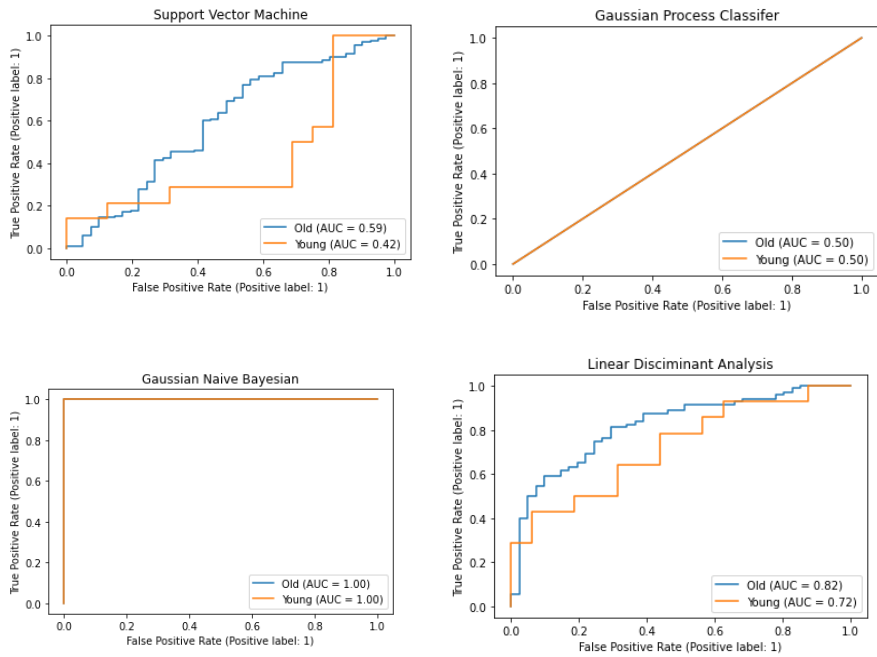 Support Vector Machine
True Positive Rate (Positive label: 1)
1.0
0.8
0.6
0.4
0.2
0.0
Old (AUC = 0.59)
Young (AUC = 0.42)
0.0 0.2 0.4 0.6 0.8 1.0
False Positive Rate (Positive label: 1)
Gaussian Process Classifer
True Positive Rate (Positive label: 1)
1.0
0.8
0.6
0.4
0.2
0.0
Old (AUC = 0.50)
Young (AUC = 0.50)
0.0 0.2 0.4 0.6 0.8 1.0
False Positive Rate (Positive label: 1)
Gaussian Naive Bayesian
True Positive Rate (Positive label: 1)
1.0
0.8
0.6
0.4
0.2
0.0
Old (AUC = 1.00)
Young (AUC = 1.00)
0.0 0.2 0.4 0.6 0.8 1.0
False Positive Rate (Positive label: 1)
Linear Disciminant Analysis
True Positive Rate (Positive label: 1)
1.0
0.8
0.6
0.4
0.2
0.0
Old (AUC = 0.82)
Young (AUC = 0.72)
0.0 0.2 0.4 0.6 0.8 1.0
False Positive Rate (Positive label: 1)